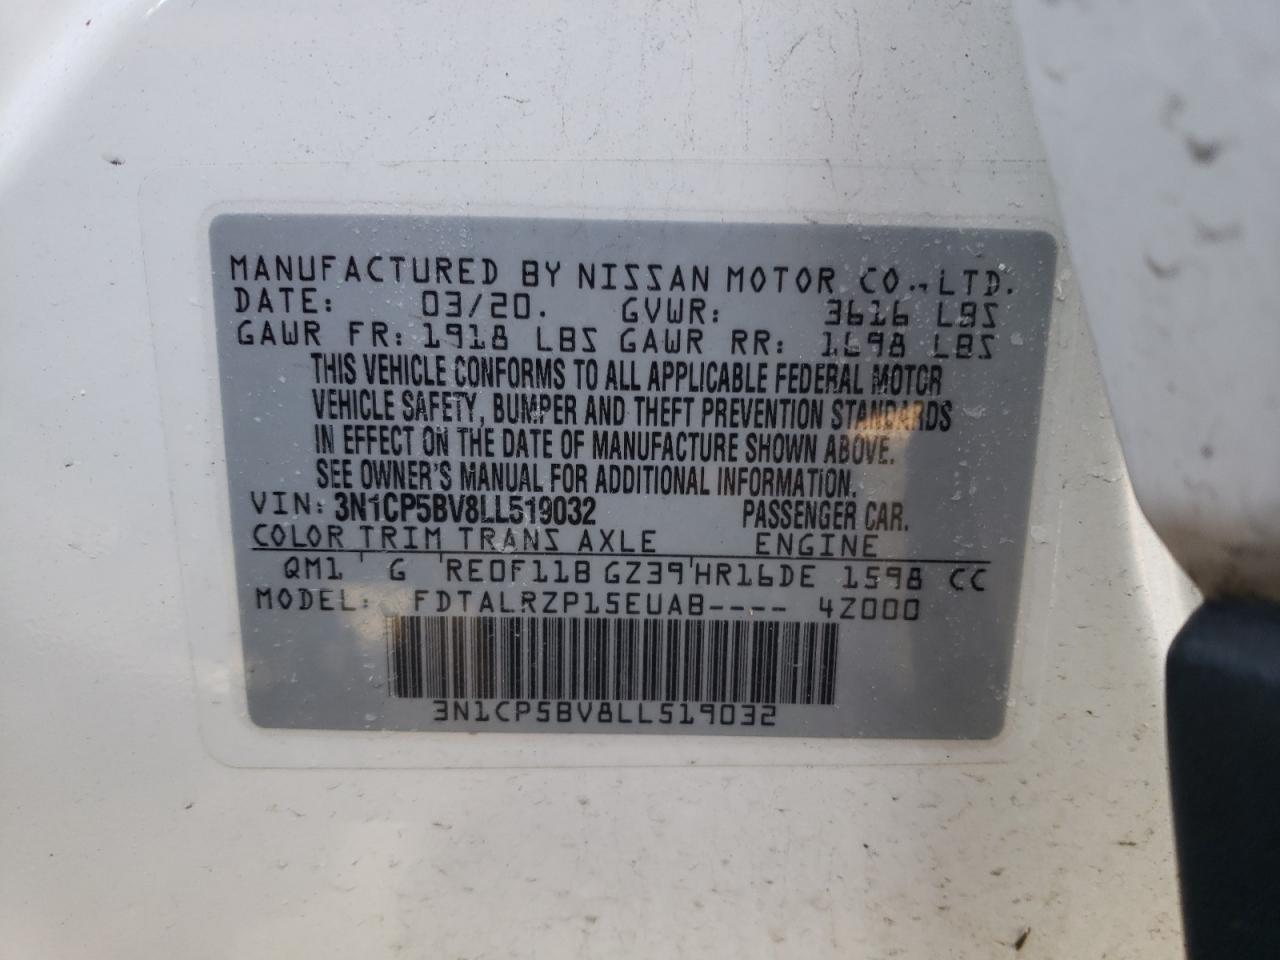 MANUFACTURED BY NISSAN MOTOR CO., LTD.
DATE: 03/20. GVWR: 3616 LBS
GAWR FR: 1918 LBS GAWR RR: 1698 LBS
THIS VEHICLE CONFORMS TO ALL APPLICABLE FEDERAL MOTOR
VEHICLE SAFETY, BUMPER AND THEFT PREVENTION STANDARDS
IN EFFECT ON THE DATE OF MANUFACTURE SHOWN ABOVE.
SEE OWNER'S MANUAL FOR ADDITIONAL INFORMATION.
VIN: 3N1CP5BV8LL519032 PASSENGER CAR.
COLOR TRIM TRANS AXLE ENGINE
QM1 G RE0F11B GZ39 HR16DE 1598 CC
MODEL: FDTALRZP15EUAB---- 4Z000
3N1CP5BV8LL519032